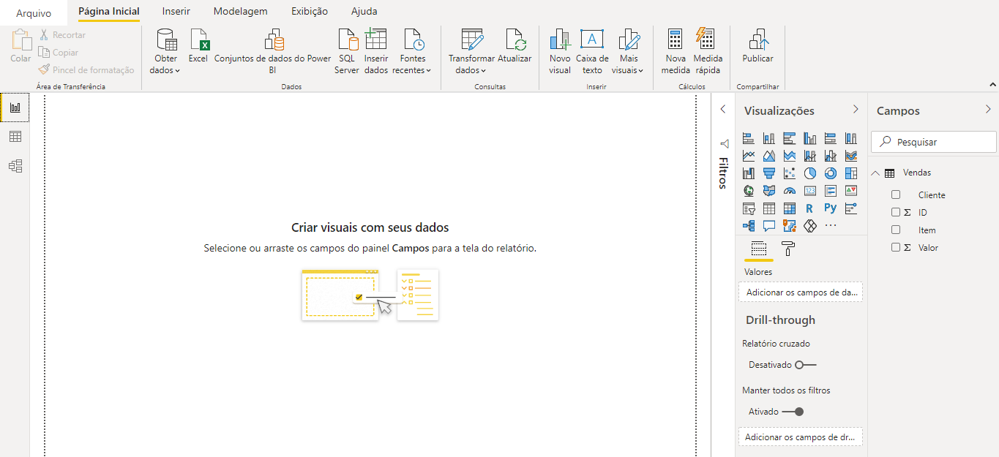 Arquivo
Página Inicial
Inserir
Modelagem
Exibição
Ajuda
Colar
Recortar
Copiar
Pincel de formatação
Área de Transferência
Obter
dados
Excel
Conjuntos de dados do Power
BI
SQL
Server
Inserir
dados
Fontes
recentes
Dados
Transformar
dados
Atualizar
Consultas
Novo
visual
Caixa de
texto
Mais
visuais
Inserir
Nova
medida
Medida
rápida
Cálculos
Publicar
Compartilhar
Criar visuais com seus dados
Selecione ou arraste os campos do painel Campos para a tela do relatório.
Filtros
Visualizações
123
R
Py
Valores
Adicionar os campos de da...
Drill-through
Relatório cruzado
Desativado
Manter todos os filtros
Ativado
Adicionar os campos de dr...
Campos
Pesquisar
Vendas
Cliente
Σ ID
Item
Σ Valor